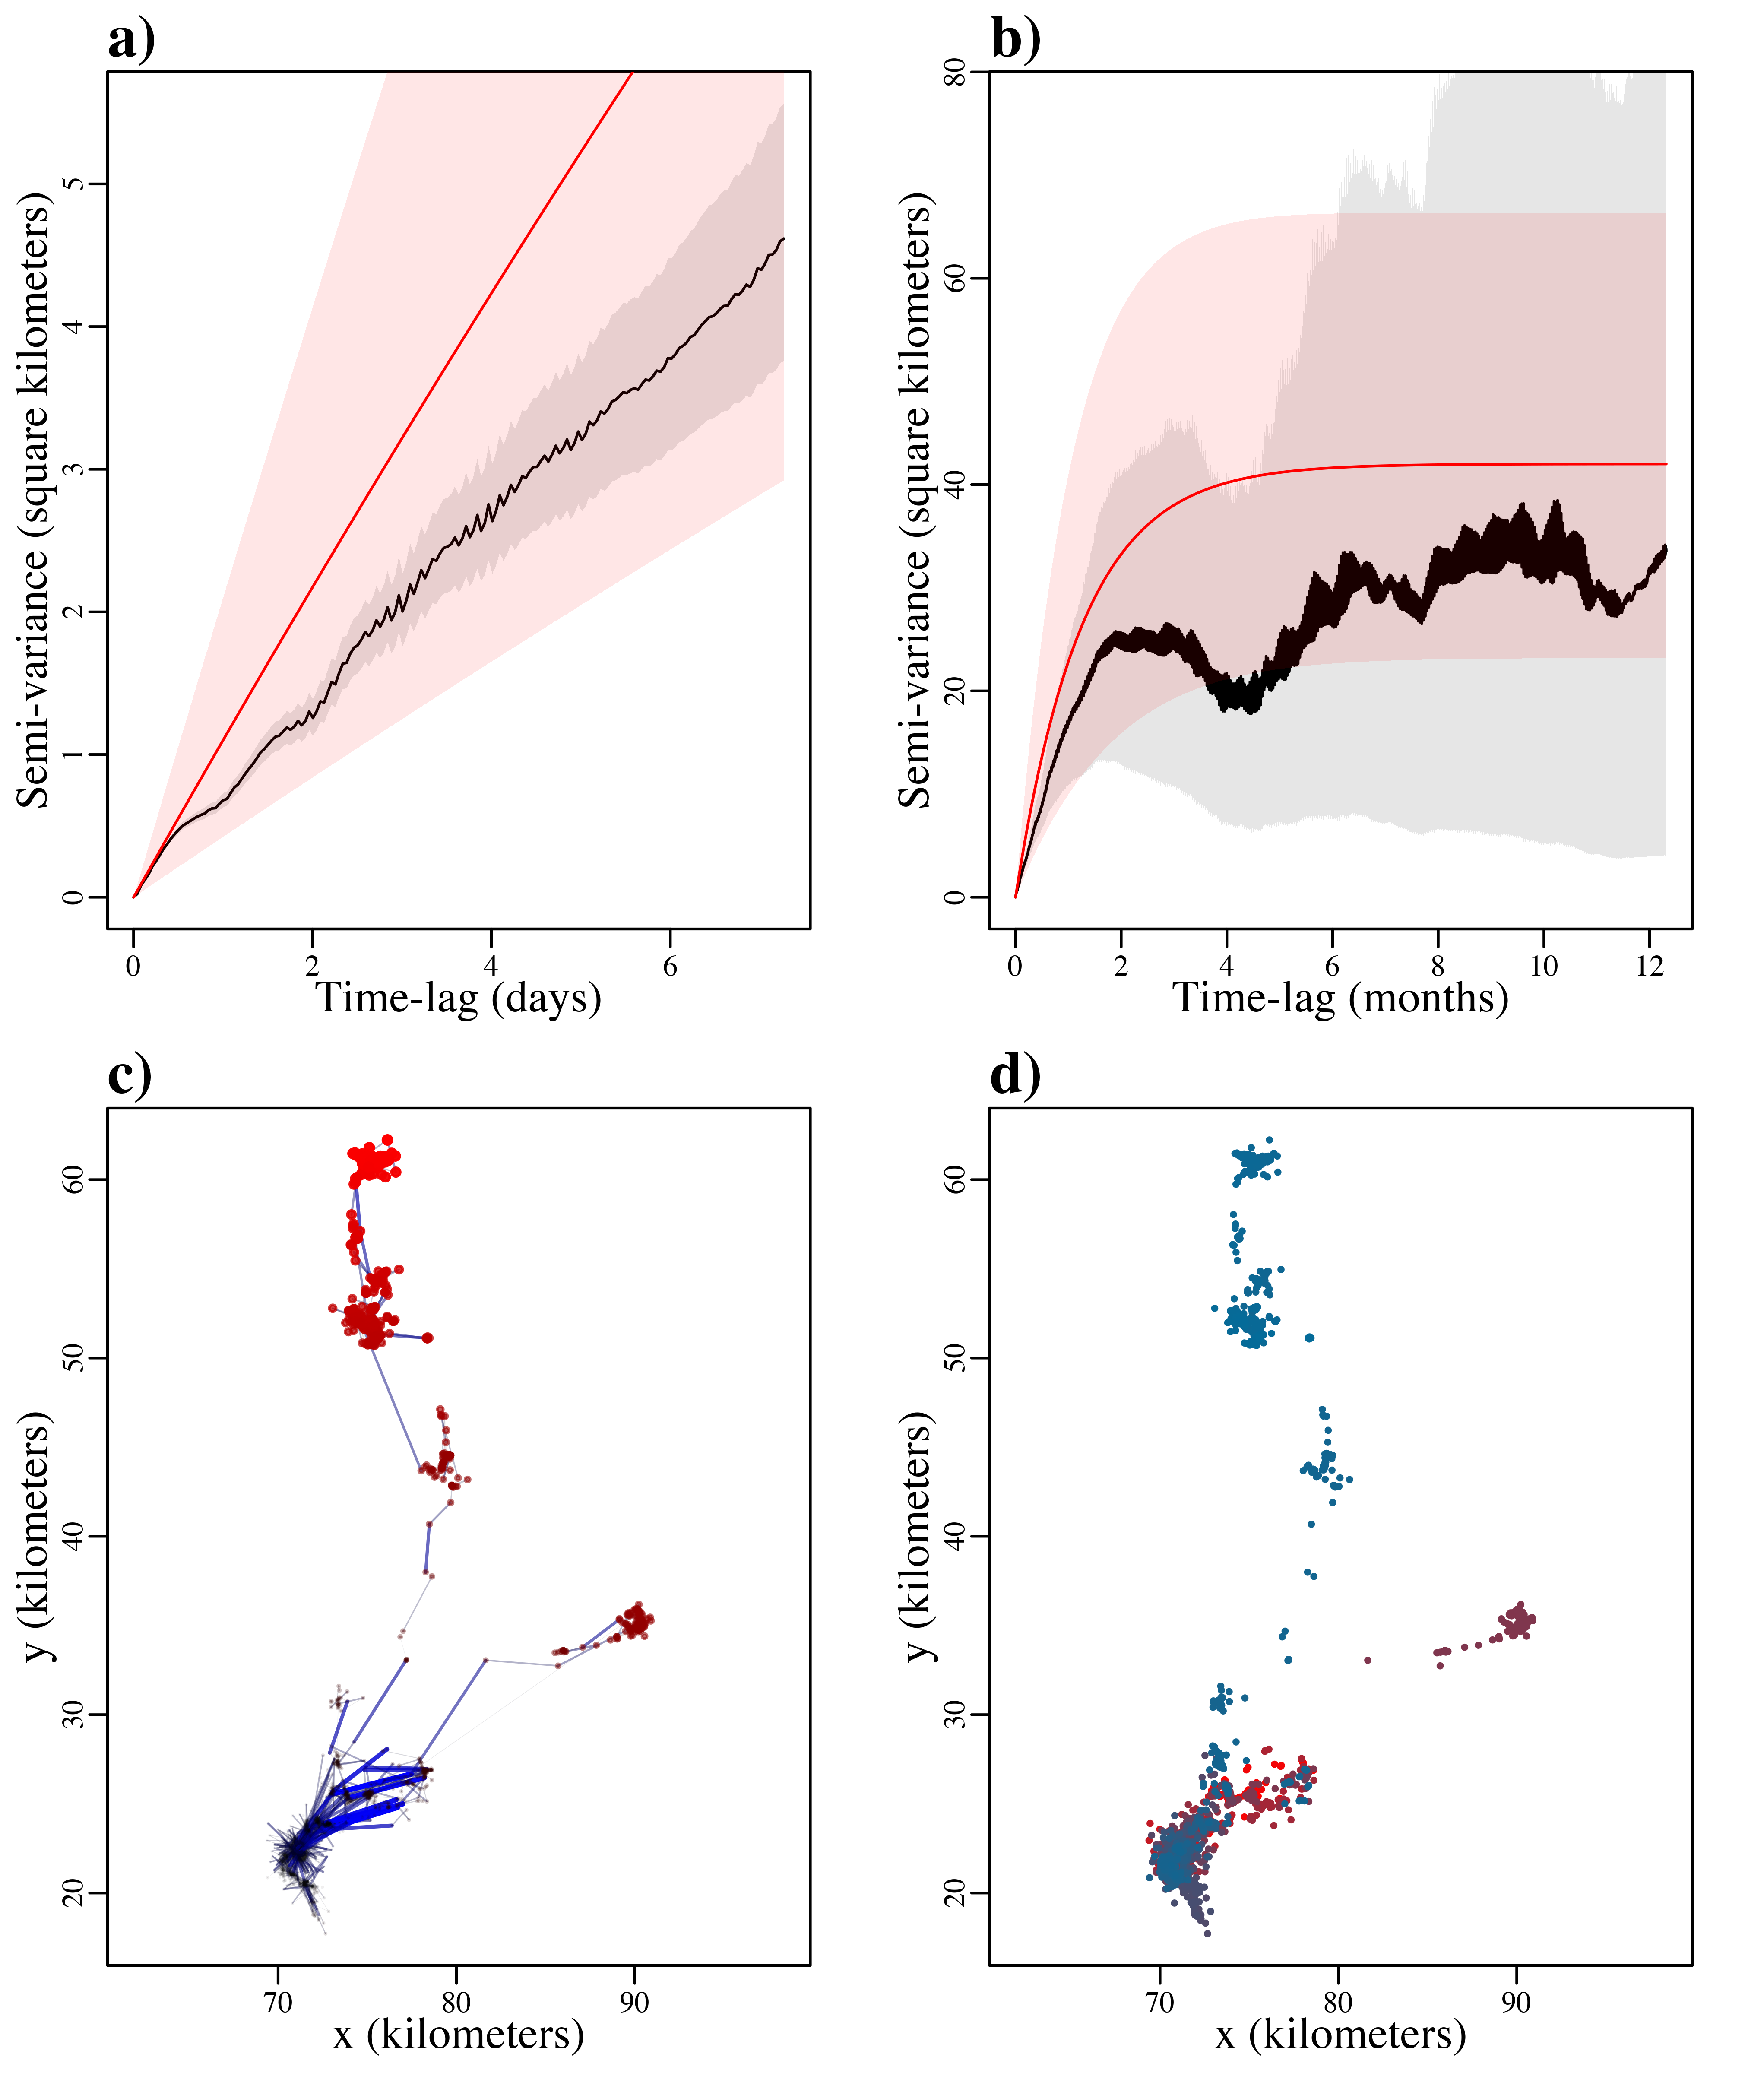 a)
Semi-variance (square kilometers)
0 1 2 3 4 5
0 2 4 6
Time-lag (days)
b)
Semi-variance (square kilometers)
0 20 40 60 80
0 2 4 6 8 10 12
Time-lag (months)
c)
y (kilometers)
20 30 40 50 60
70 80 90
x (kilometers)
d)
y (kilometers)
20 30 40 50 60
70 80 90
x (kilometers)